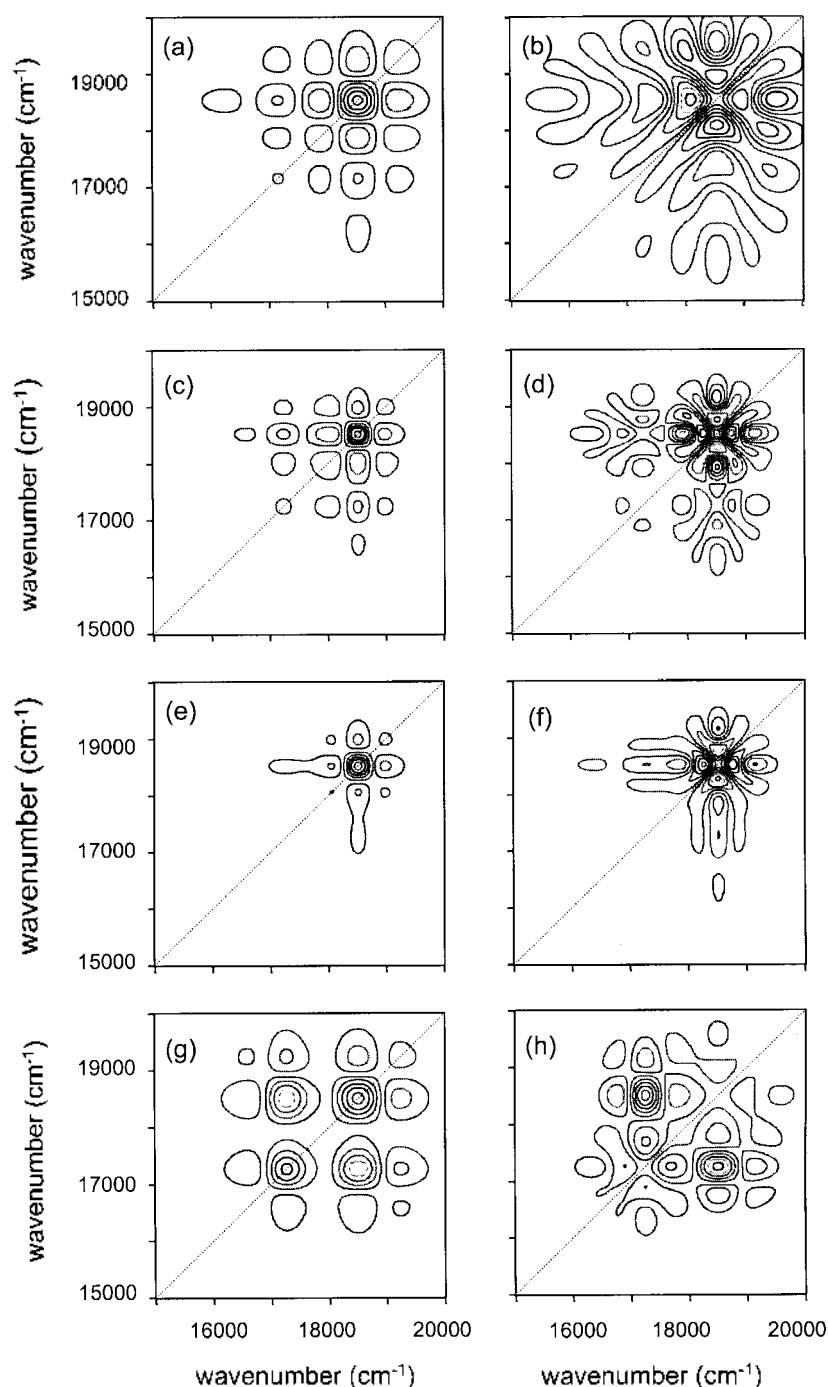 (a)
(b)
19000
17000
15000
wavenumber (cm⁻¹)
(c)
(d)
19000
17000
15000
wavenumber (cm⁻¹)
(e)
(f)
19000
17000
15000
wavenumber (cm⁻¹)
(g)
(h)
19000
17000
15000
wavenumber (cm⁻¹)
16000 18000 20000 16000 18000 20000
wavenumber (cm⁻¹) wavenumber (cm⁻¹)